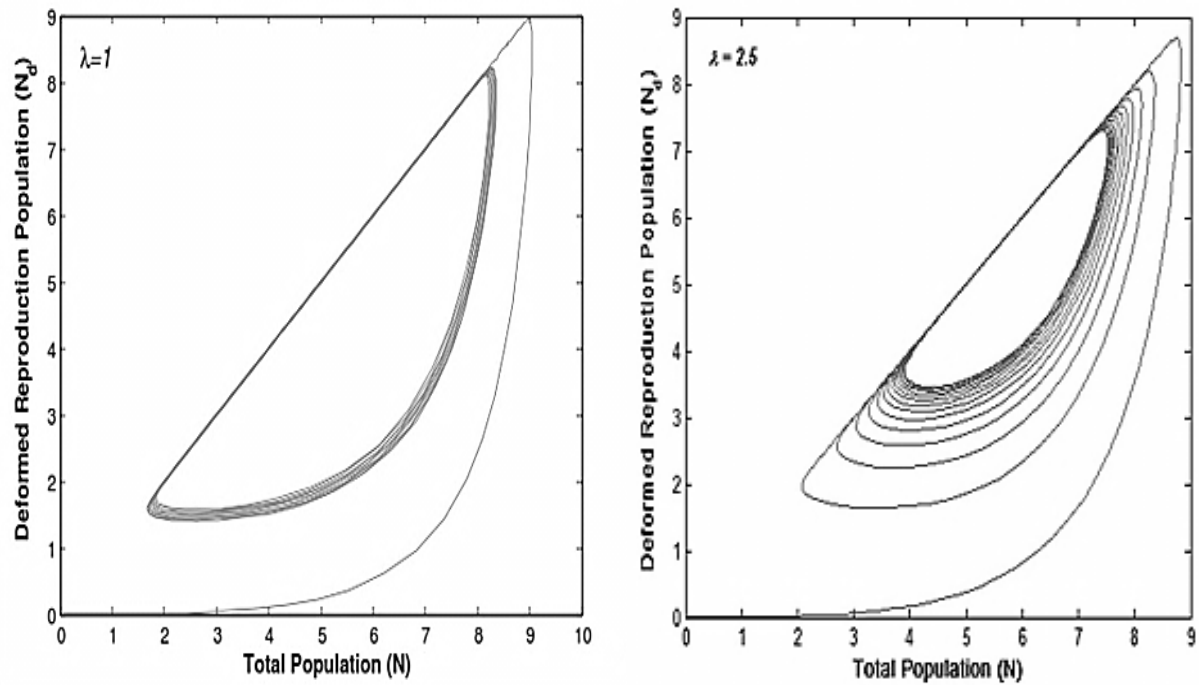 λ=1
Deformed Reproduction Population (Nd)
9
8
7
6
5
4
3
2
1
0
0 1 2 3 4 5 6 7 8 9 10
Total Population (N)
λ = 2.5
Deformed Reproduction Population (Nd)
9
8
7
6
5
4
3
2
1
0
0 1 2 3 4 5 6 7 8 9
Total Population (N)